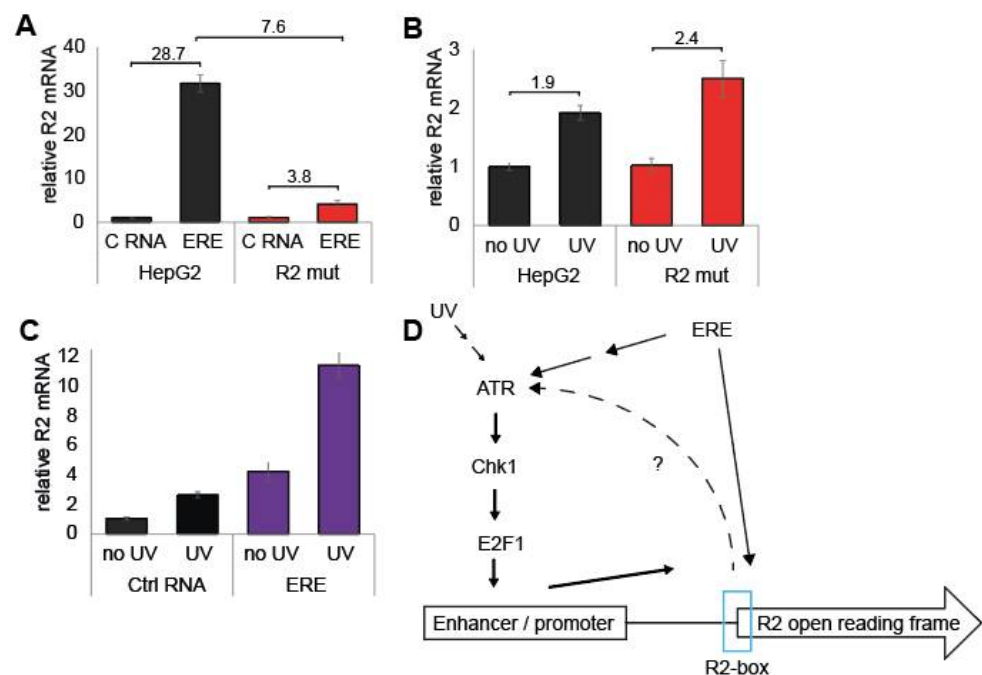 A
relative R2 mRNA
40
30
20
10
0
28.7
7.6
3.8
C RNA ERE C RNA ERE
HepG2 R2 mut
B
relative R2 mRNA
3
2
1
0
1.9
2.4
no UV UV no UV UV
HepG2 R2 mut
C
relative R2 mRNA
12
10
8
6
4
2
0
no UV UV no UV UV
Ctrl RNA ERE
D
UV
ERE
ATR
Chk1
?
E2F1
Enhancer / promoter
R2 open reading frame
R2-box